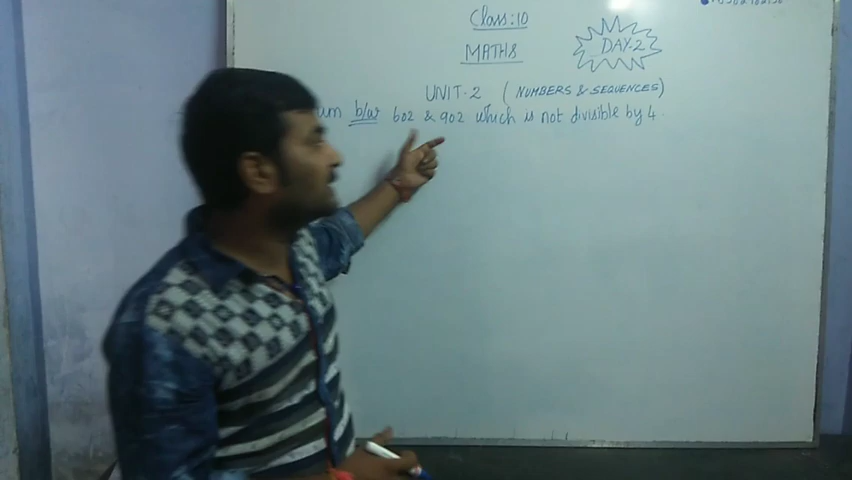 Class:10
MATHS
DAY-2
UNIT-2 (NUMBERS & SEQUENCES)
b/w 602 & 902 which is not divisible by 4.